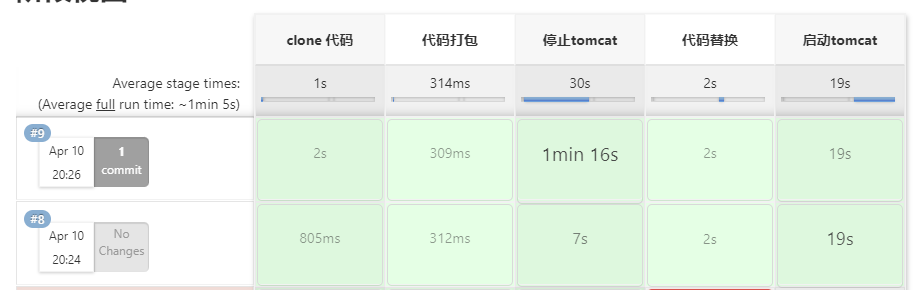 clone 代码 代码打包 停止tomcat 代码替换 启动tomcat
Average stage times: 1s 314ms 30s 2s 19s
(Average full run time: ~1min 5s)
#9
Apr 10 1
20:26 commit
2s 309ms 1min 16s 2s 19s
#8
Apr 10 No
20:24 Changes
805ms 312ms 7s 2s 19s